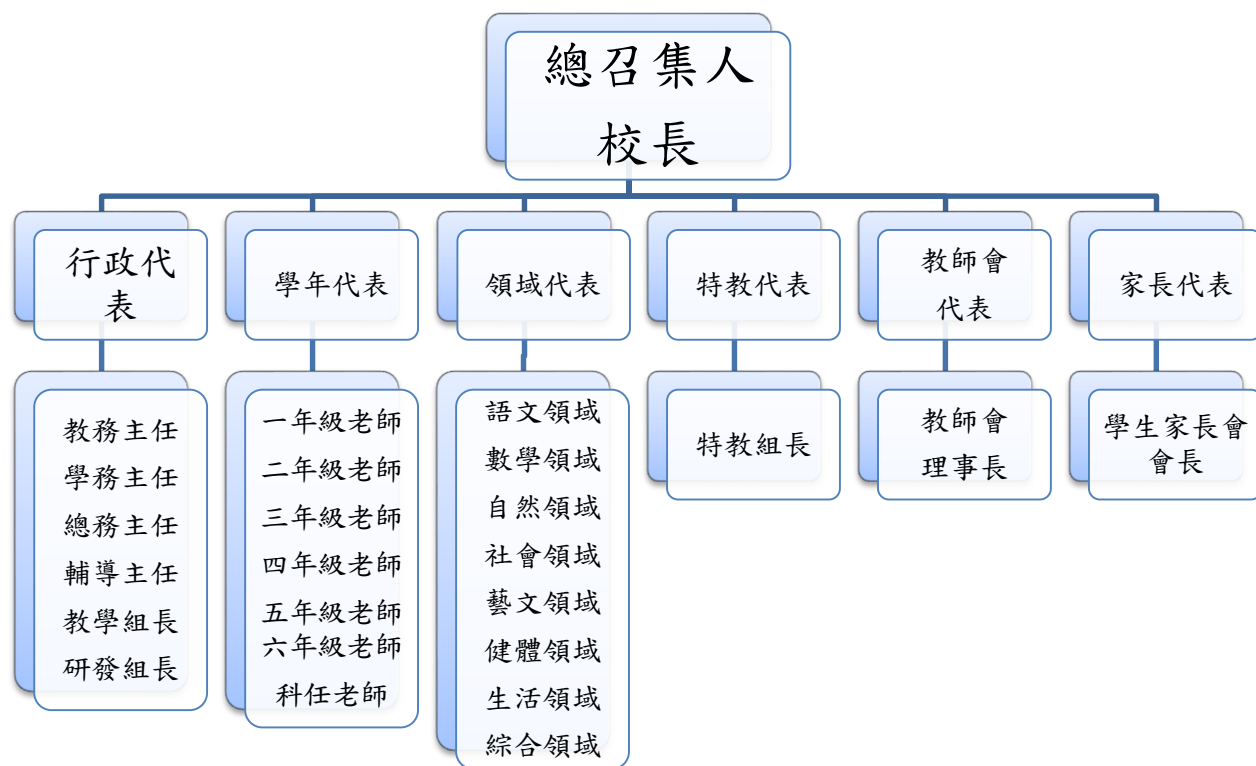 總召集人
校長
行政代
表
學年代表
領域代表
特教代表
教師會
代表
家長代表
教務主任
學務主任
總務主任
輔導主任
教學組長
研發組長
一年級老師
二年級老師
三年級老師
四年級老師
五年級老師
六年級老師
科任老師
語文領域
數學領域
自然領域
社會領域
藝文領域
健體領域
生活領域
綜合領域
特教組長
教師會
理事長
學生家長會
會長